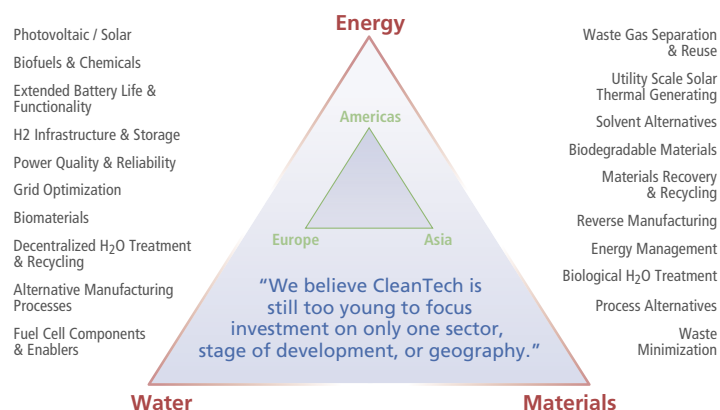 Energy
Photovoltaic / Solar
Biofuels & Chemicals
Extended Battery Life &
Functionality
H2 Infrastructure & Storage
Power Quality & Reliability
Grid Optimization
Biomaterials
Decentralized H2O Treatment
& Recycling
Alternative Manufacturing
Processes
Fuel Cell Components
& Enablers
Americas
Europe
Asia
"We believe CleanTech is
still too young to focus
investment on only one sector,
stage of development, or geography."
Waste Gas Separation
& Reuse
Utility Scale Solar
Thermal Generating
Solvent Alternatives
Biodegradable Materials
Materials Recovery
& Recycling
Reverse Manufacturing
Energy Management
Biological H2O Treatment
Process Alternatives
Waste
Minimization
Water
Materials